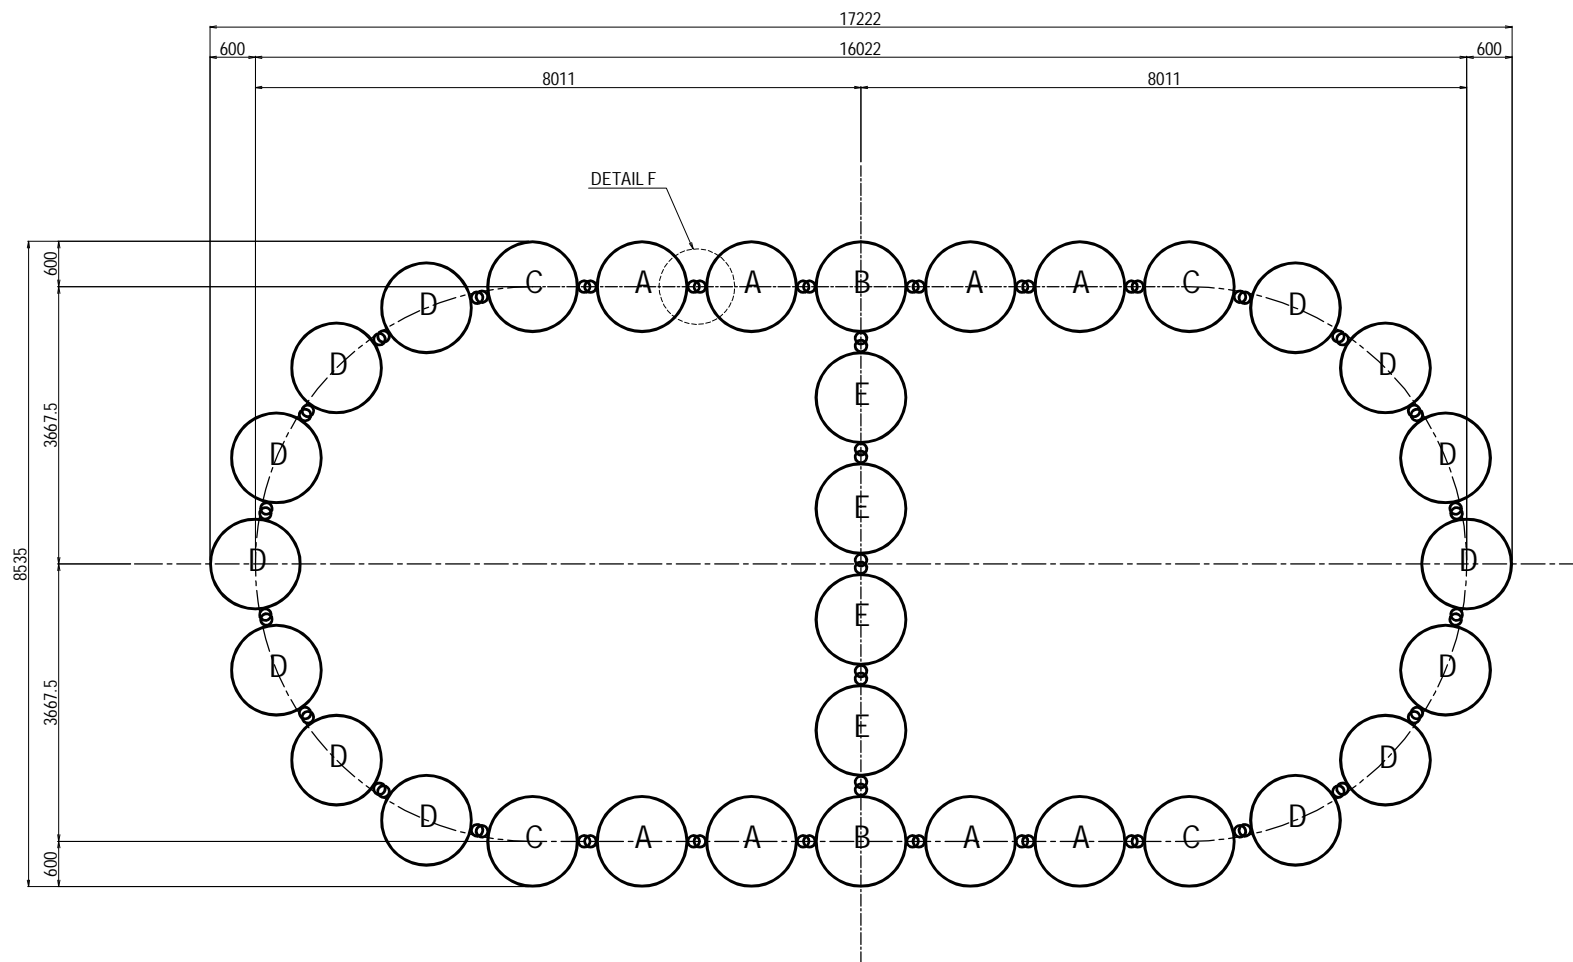 17222
600 16022 600
8011 8011
DETAIL F
600
C A A B A A C
D D
3667.5
E
D D
D D
E
8535
D D
E
D D
3667.5
E
D D
D D
C A A B A A C
600